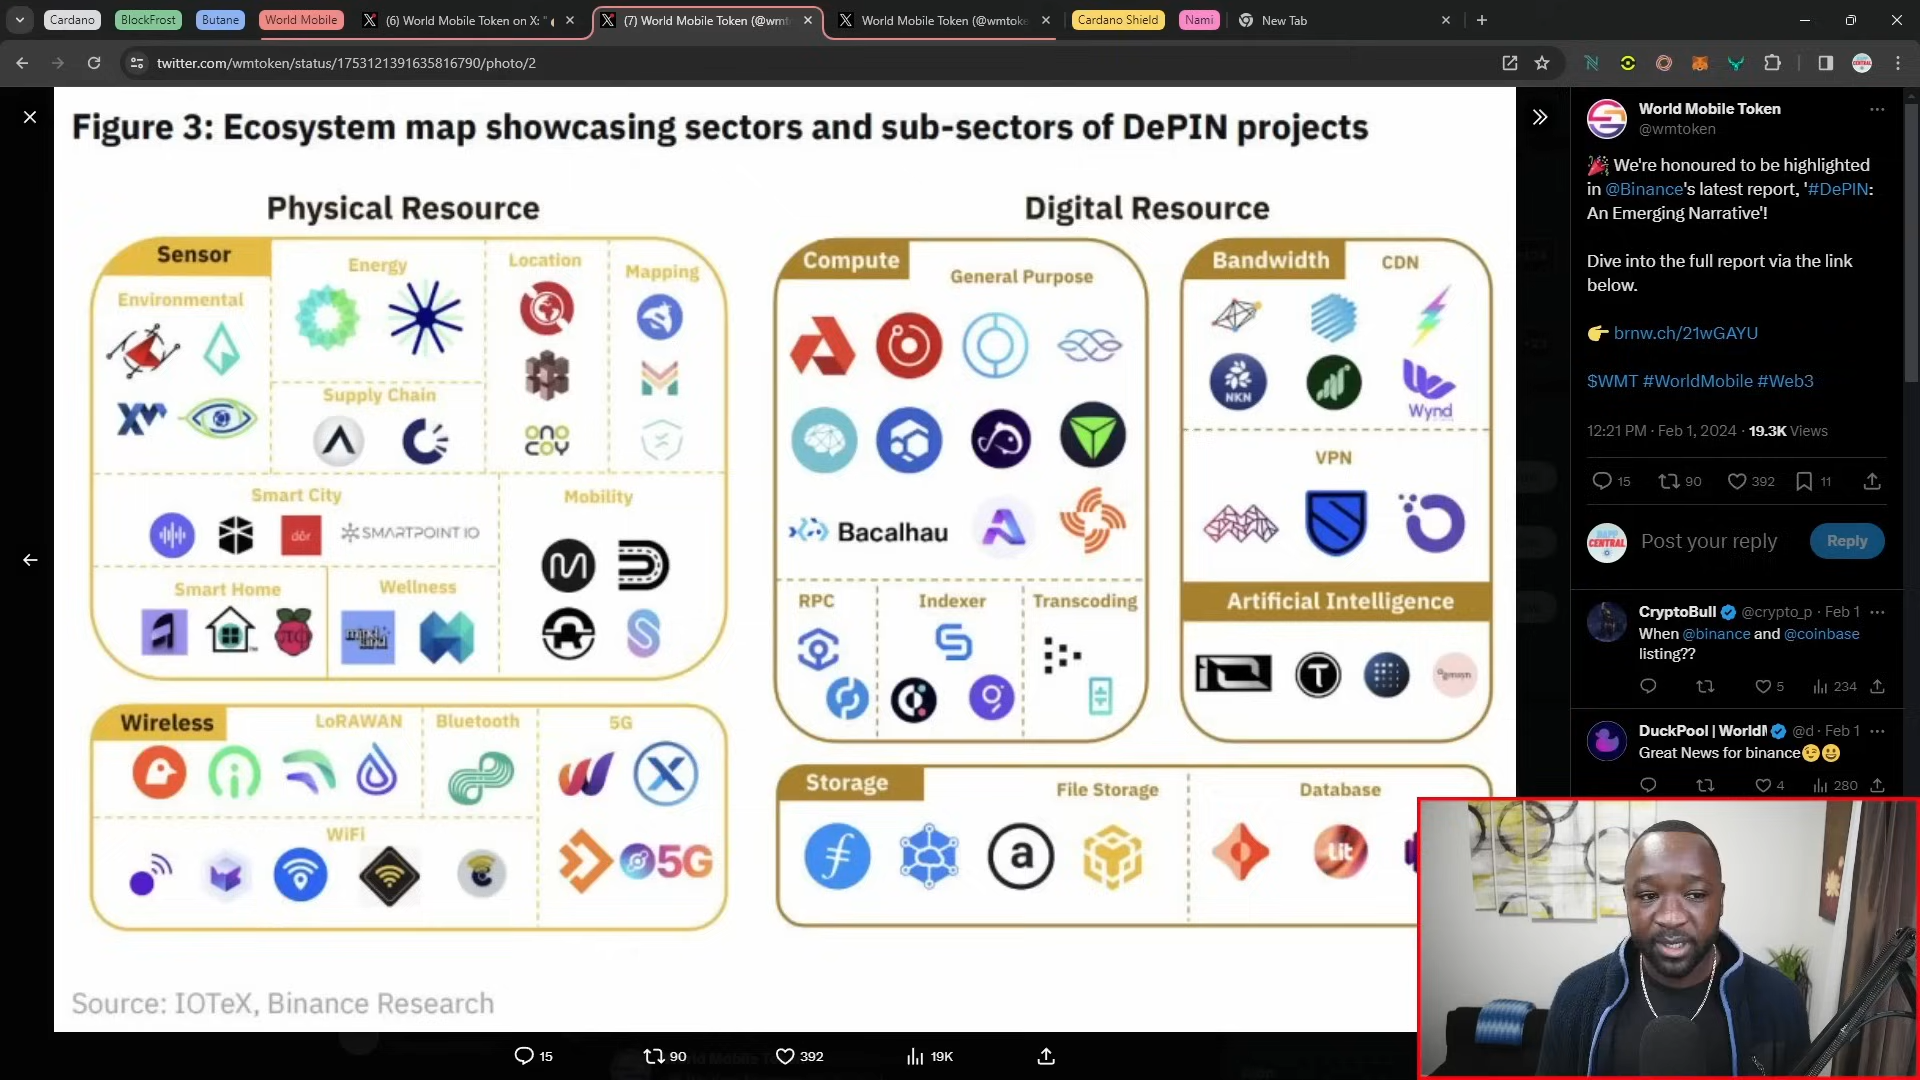 Cardano
BlockFrost
Butane
World Mobile
(6) World Mobile Token on X: "
(7) World Mobile Token (@wmt
World Mobile Token (@wmtoke
Cardano Shield
Nami
New Tab
twitter.com/wmtoken/status/1753121391635816790/photo/2
Figure 3: Ecosystem map showcasing sectors and sub-sectors of DePIN projects
Physical Resource
Sensor
Environmental
Energy
Location
Mapping
Supply Chain
ONO
COY
Smart City
dör
SMARTPOINT IO
Mobility
Smart Home
Wellness
Wireless
LoRAWAN
Bluetooth
5G
WiFi
5G
Digital Resource
Compute
General Purpose
Bacalhau
RPC
Indexer
Transcoding
Bandwidth
CDN
NKN
Wynd
VPN
Artificial Intelligence
gensyn
Storage
File Storage
Database
a
Lit
Source: IOTeX, Binance Research
15
90
392
19K
World Mobile Token
@wmtoken
🎉 We're honoured to be highlighted
in @Binance's latest report, '#DePIN:
An Emerging Narrative'!
Dive into the full report via the link
below.
👉 brnw.ch/21wGAYU
$WMT #WorldMobile #Web3
12:21 PM · Feb 1, 2024 · 19.3K Views
15
90
392
11
DAPP
CENTRAL
Post your reply
Reply
CryptoBull @crypto_p · Feb 1
When @binance and @coinbase
listing??
5
234
DuckPool | World @d · Feb 1
Great News for binance😉😀
4
280